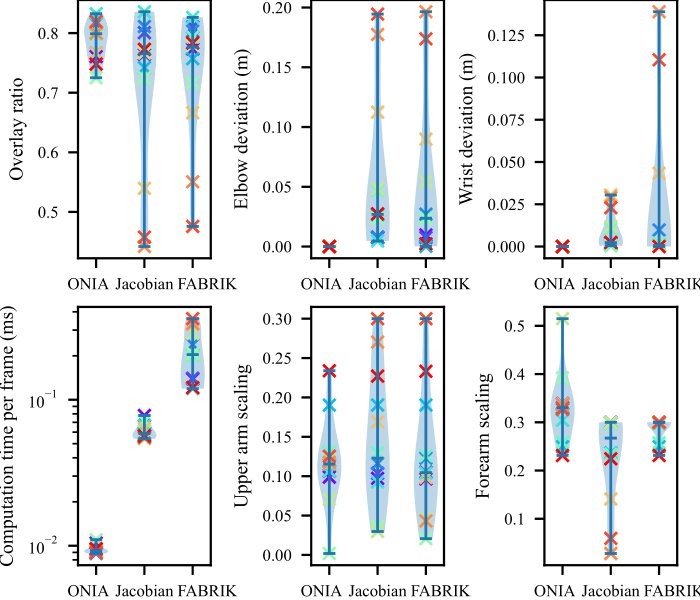 Overlay ratio
0.8
0.7
0.6
0.5
ONIA Jacobian FABRIK
Elbow deviation (m)
0.20
0.15
0.10
0.05
0.00
ONIA Jacobian FABRIK
Wrist deviation (m)
0.125
0.100
0.075
0.050
0.025
0.000
ONIA Jacobian FABRIK
Computation time per frame (ms)
10⁻¹
10⁻²
ONIA Jacobian FABRIK
Upper arm scaling
0.30
0.25
0.20
0.15
0.10
0.05
0.00
ONIA Jacobian FABRIK
Forearm scaling
0.5
0.4
0.3
0.2
0.1
ONIA Jacobian FABRIK